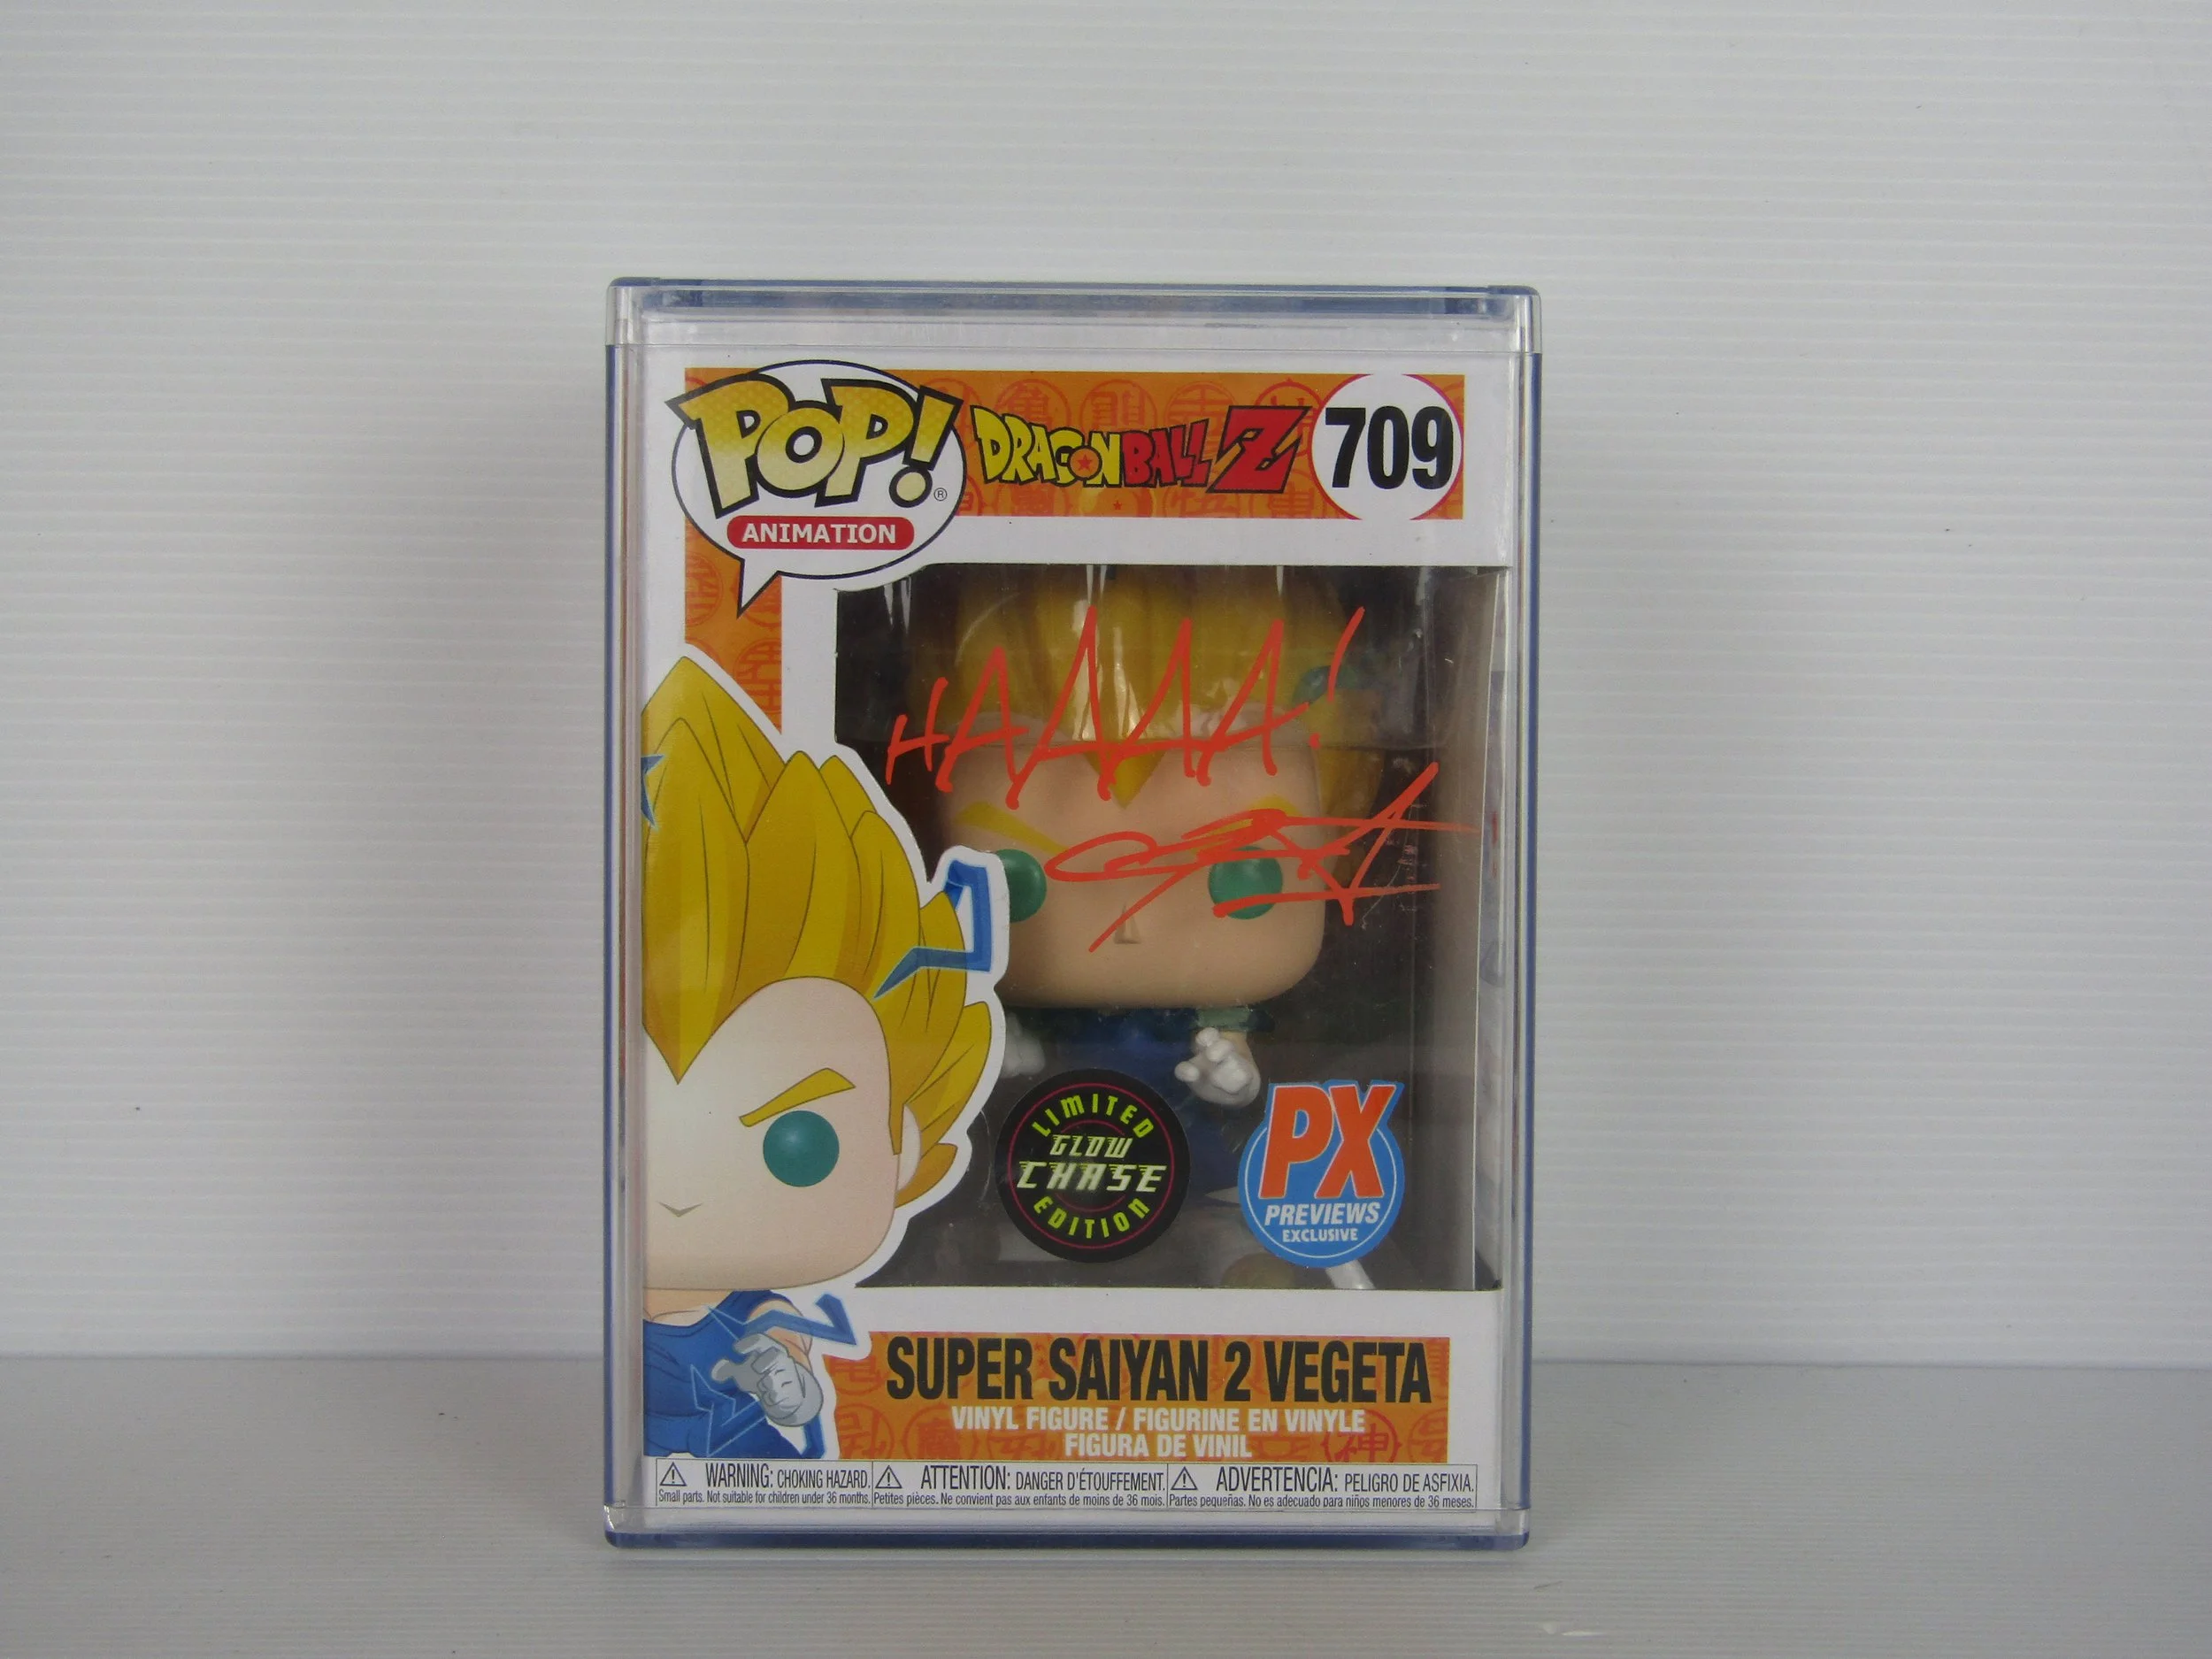 POP!®
ANIMATION
DRAGON BALL Z
709
HAAAA!
LIMITED
GLOW
CHASE
EDITION
PX
PREVIEWS
EXCLUSIVE
SUPER SAIYAN 2 VEGETA
VINYL FIGURE / FIGURINE EN VINYLE
FIGURA DE VINIL
WARNING: CHOKING HAZARD.
Small parts. Not suitable for children under 36 months.
ATTENTION: DANGER D'ÉTOUFFEMENT.
Petites pièces. Ne convient pas aux enfants de moins de 36 mois.
ADVERTENCIA: PELIGRO DE ASFIXIA.
Partes pequeñas. No es adecuado para niños menores de 36 meses.